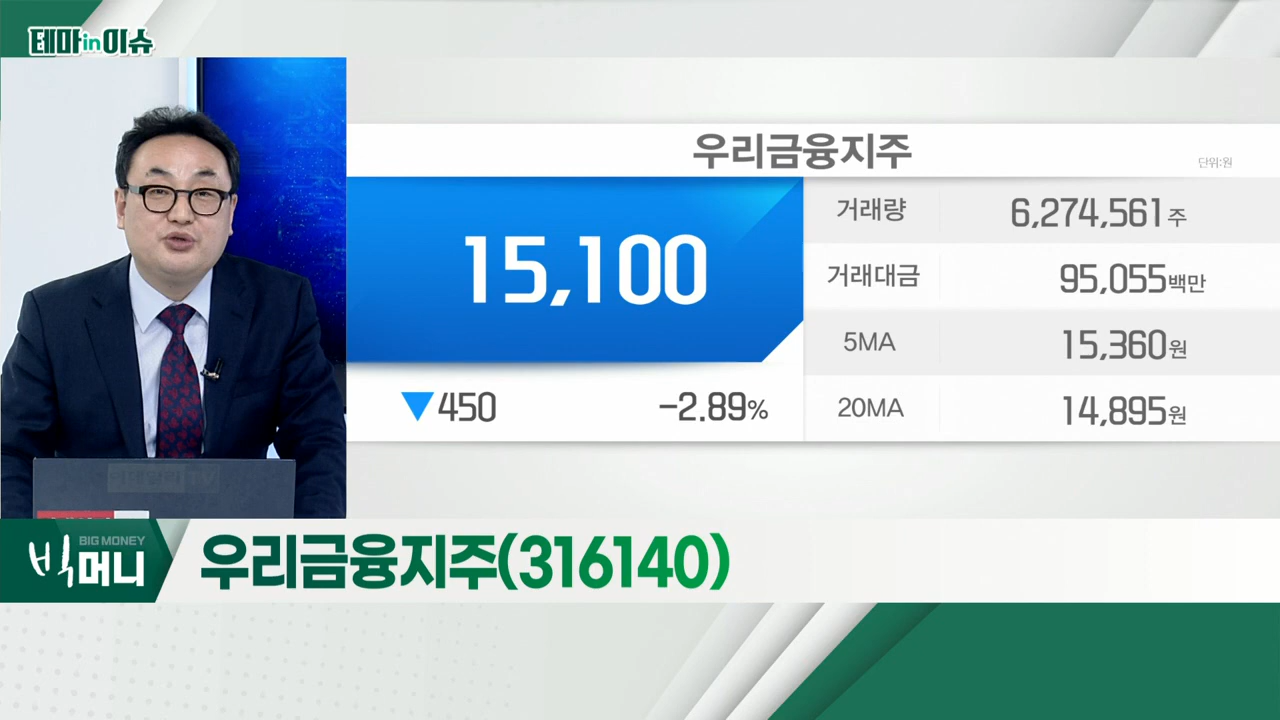 테마in이슈
우리금융지주
단위:원
15,100
▼450 -2.89%
거래량 6,274,561주
거래대금 95,055백만
5MA 15,360원
20MA 14,895원
BIG MONEY
빅머니
우리금융지주(316140)